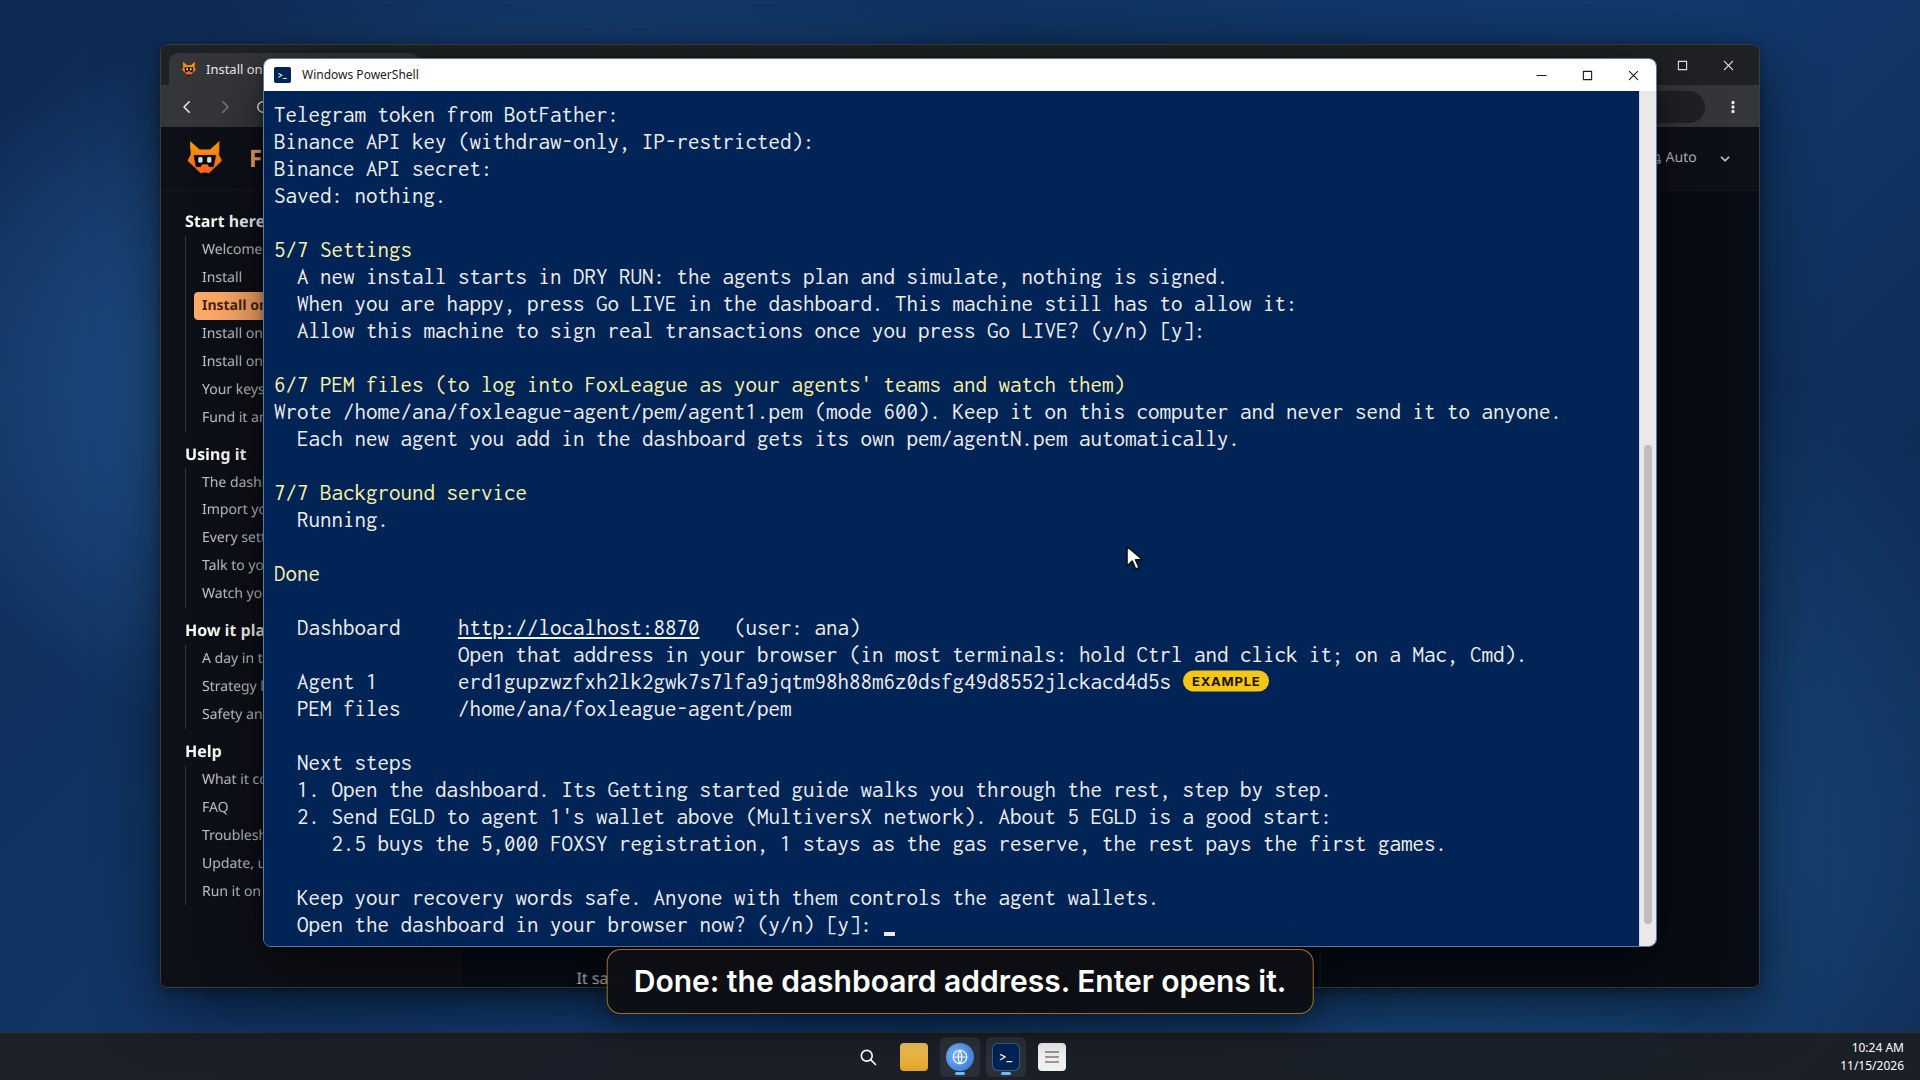 Install on
Windows PowerShell
F
Auto
Start here
Welcome
Install
Install on
Install on
Install on
Your keys
Fund it an
Using it
The dash
Import yo
Every sett
Talk to yo
Watch yo
How it pla
A day in t
Strategy
Safety an
Help
What it co
FAQ
Troublesh
Update, u
Run it on
Telegram token from BotFather:
Binance API key (withdraw-only, IP-restricted):
Binance API secret:
Saved: nothing.
5/7 Settings
A new install starts in DRY RUN: the agents plan and simulate, nothing is signed.
When you are happy, press Go LIVE in the dashboard. This machine still has to allow it:
Allow this machine to sign real transactions once you press Go LIVE? (y/n) [y]:
6/7 PEM files (to log into FoxLeague as your agents' teams and watch them)
Wrote /home/ana/foxleague-agent/pem/agent1.pem (mode 600). Keep it on this computer and never send it to anyone.
Each new agent you add in the dashboard gets its own pem/agentN.pem automatically.
7/7 Background service
Running.
Done
Dashboard http://localhost:8870 (user: ana)
Open that address in your browser (in most terminals: hold Ctrl and click it; on a Mac, Cmd).
Agent 1 erd1gupzwzfxh2lk2gwk7s7lfa9jqtm98h88m6z0dsfg49d8552jlckacd4d5s EXAMPLE
PEM files /home/ana/foxleague-agent/pem
Next steps
1. Open the dashboard. Its Getting started guide walks you through the rest, step by step.
2. Send EGLD to agent 1's wallet above (MultiversX network). About 5 EGLD is a good start:
2.5 buys the 5,000 FOXSY registration, 1 stays as the gas reserve, the rest pays the first games.
Keep your recovery words safe. Anyone with them controls the agent wallets.
Open the dashboard in your browser now? (y/n) [y]:
It sa
Done: the dashboard address. Enter opens it.
10:24 AM
11/15/2026